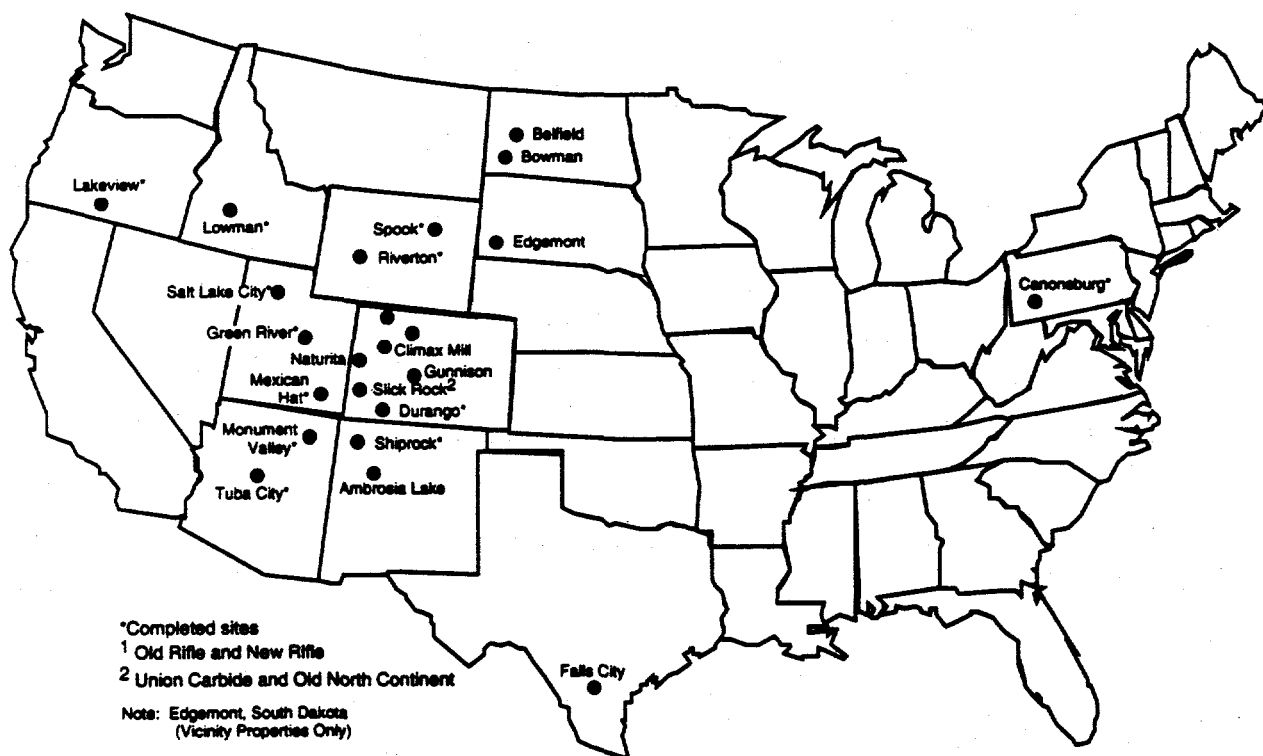 Belfield
Bowman
Lakeview*
Lowman*
Spook*
Riverton*
Edgemont
Salt Lake City*
Canonsburg*
Green River*
Climax Mill
Naturita
Gunnison
Mexican
Hat*
Slick Rock²
Durango*
Monument
Valley*
Shiprock*
Tuba City*
Ambrosia Lake
Falls City
*Completed sites
¹ Old Rifle and New Rifle
² Union Carbide and Old North Continent
Note: Edgemont, South Dakota
(Vicinity Properties Only)